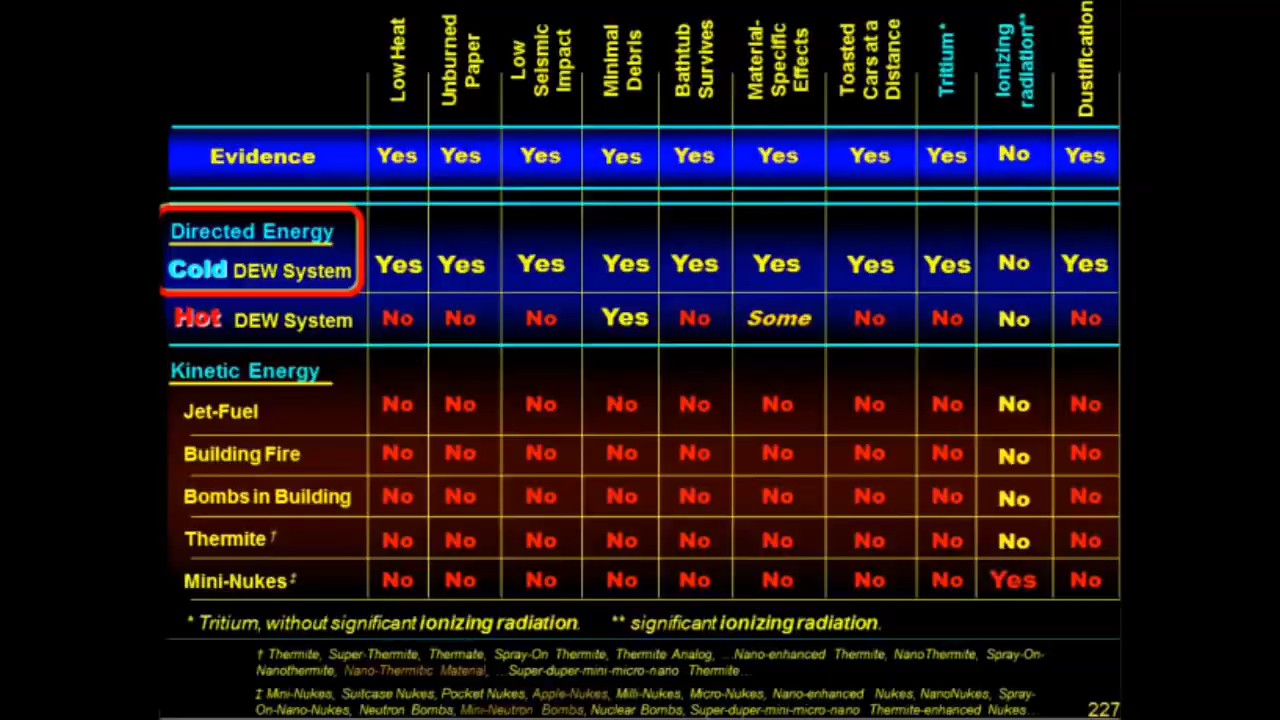 Low Heat
Unburned
Paper
Low
Seismic
Impact
Minimal
Debris
Bathtub
Survives
Material-
Specific
Effects
Toasted
Cars at a
Distance
Tritium*
Ionizing
radiation**
Dustification
Evidence Yes Yes Yes Yes Yes Yes Yes Yes No Yes
Directed Energy
Cold DEW System Yes Yes Yes Yes Yes Yes Yes Yes No Yes
Hot DEW System No No No Yes No Some No No No No
Kinetic Energy
Jet-Fuel No No No No No No No No No No
Building Fire No No No No No No No No No No
Bombs in Building No No No No No No No No No No
Thermite† No No No No No No No No No No
Mini-Nukes‡ No No No No No No No No Yes No
* Tritium, without significant ionizing radiation. ** significant ionizing radiation.
† Thermite, Super-Thermite, Thermate, Spray-On Thermite, Thermite Analog, ...Nano-enhanced Thermite, NanoThermite, Spray-On-
Nanothermite, Nano-Thermitic Material, ...Super-duper-mini-micro-nano Thermite...
‡ Mini-Nukes, Suitcase Nukes, Pocket Nukes, Apple-Nukes, Milli-Nukes, Micro-Nukes, Nano-enhanced Nukes, NanoNukes, Spray-
On-Nano-Nukes, Neutron Bombs, Mini-Neutron Bombs, Nuclear Bombs, Super-duper-mini-micro-nano Thermite-enhanced Nukes...
227